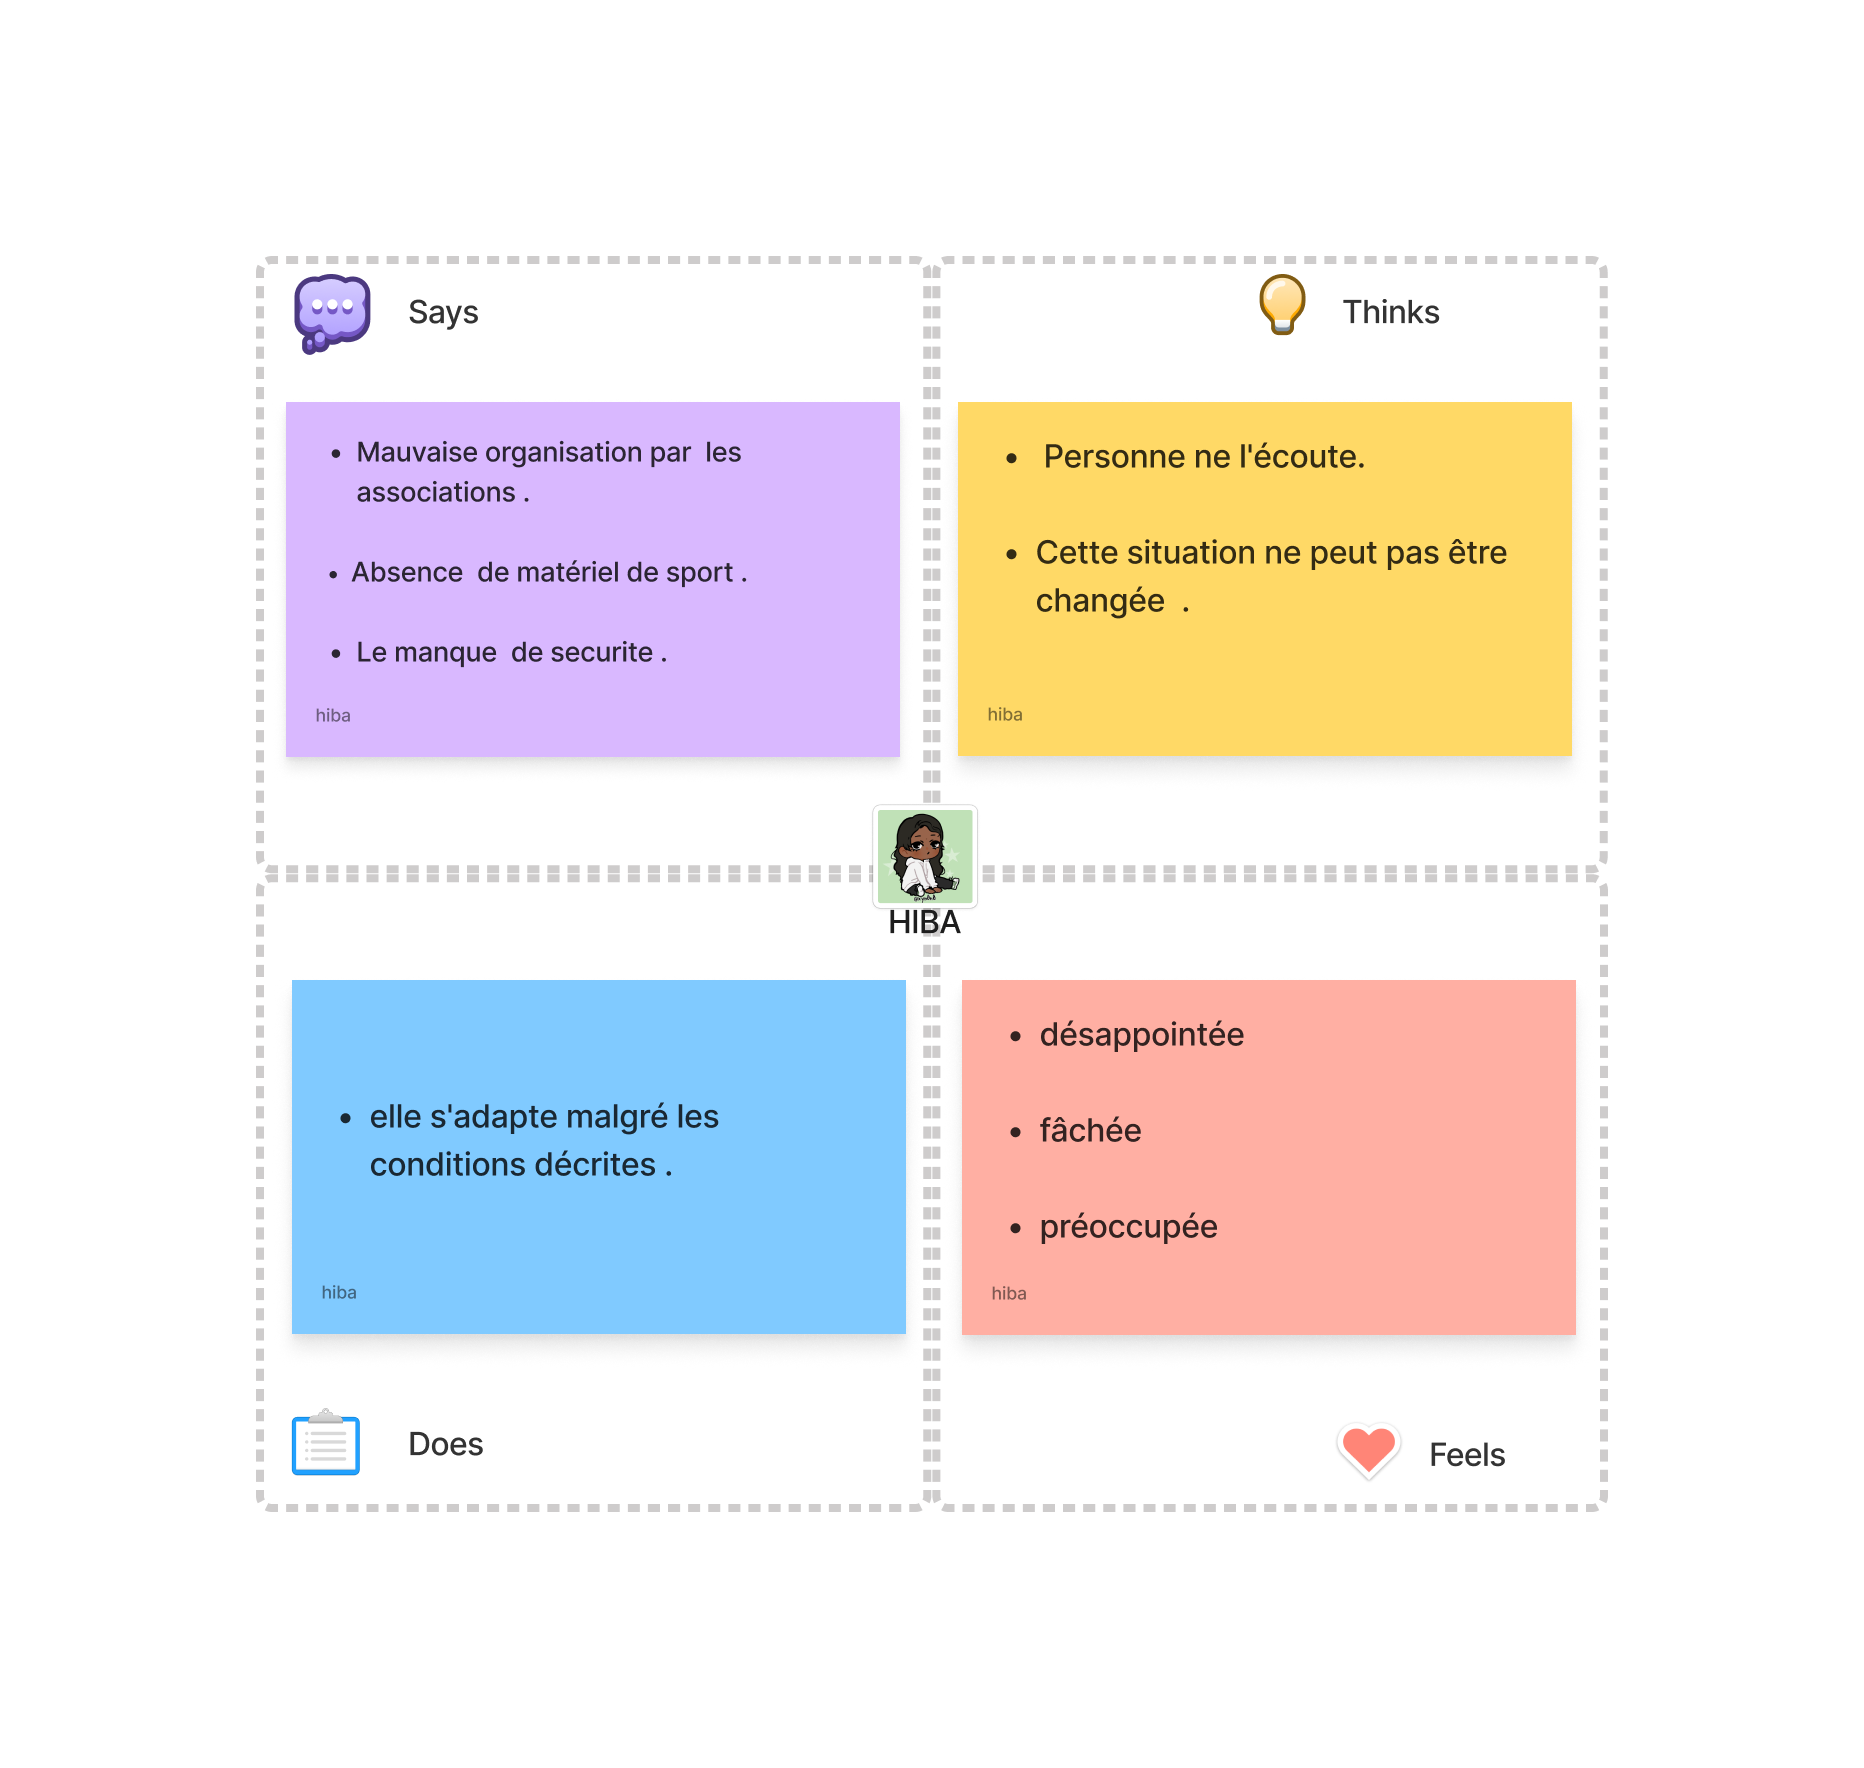 Says
• Mauvaise organisation par les
associations .
• Absence de matériel de sport .
• Le manque de securite .
hiba
Thinks
• Personne ne l'écoute.
• Cette situation ne peut pas être
changée .
hiba
HIBA
• elle s'adapte malgré les
conditions décrites .
hiba
Does
• désappointée
• fâchée
• préoccupée
hiba
Feels